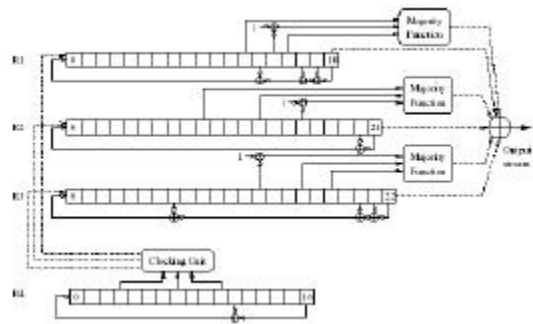 Majority
Function
1
R1
0
18
Majority
Function
1
R2
0
21
Output
stream
Majority
Function
1
R3
0
22
Clocking Unit
R4
0
16